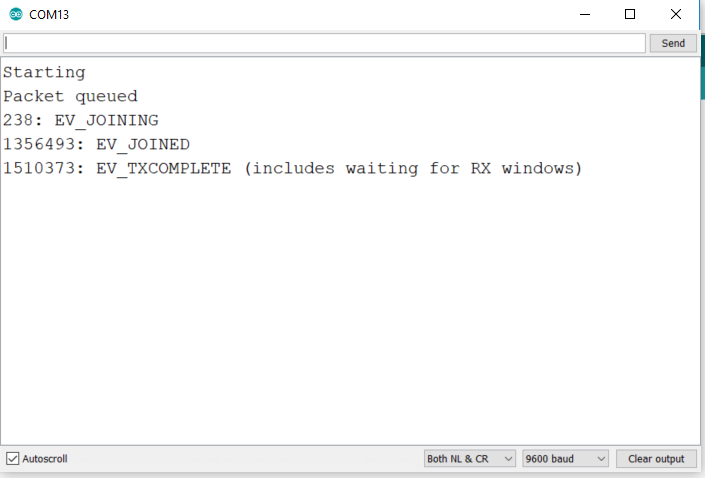 COM13
Send
Starting
Packet queued
238: EV_JOINING
1356493: EV_JOINED
1510373: EV_TXCOMPLETE (includes waiting for RX windows)
Autoscroll
Both NL & CR
9600 baud
Clear output